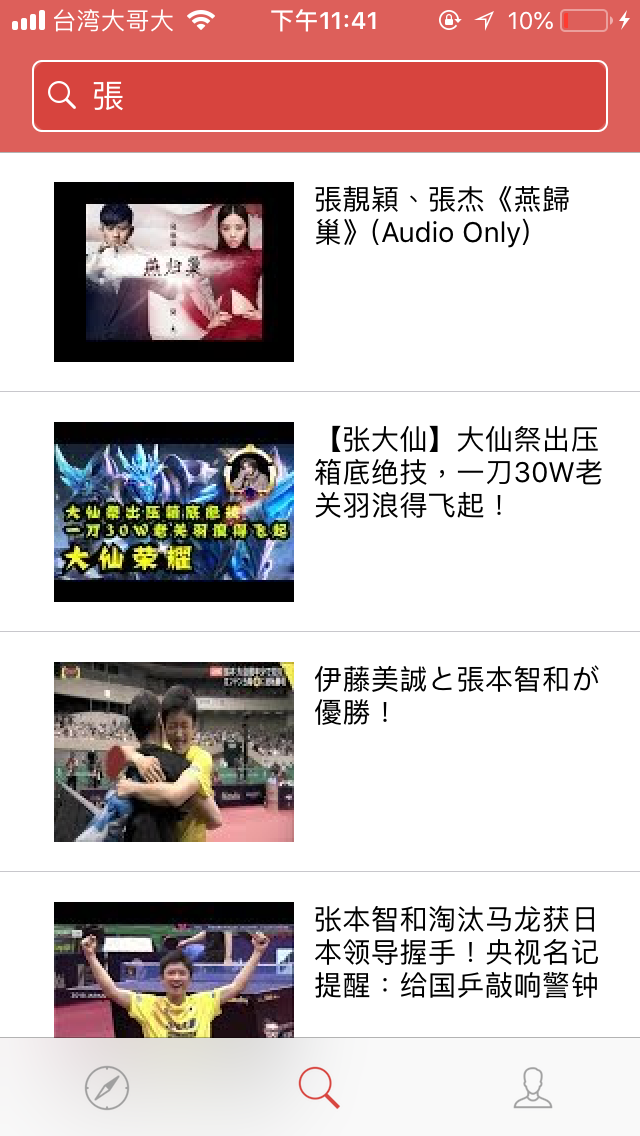 台湾大哥大 下午11:41 10%
張
張靚穎、張杰《燕歸
巢》(Audio Only)
燕归巢
【张大仙】大仙祭出压
箱底绝技，一刀30W老
关羽浪得飞起！
大仙祭出压箱底绝技
一刀30W老关羽浪得飞起
大仙荣耀
伊藤美誠と張本智和が
優勝！
张本智和淘汰马龙获日
本领导握手！央视名记
提醒：给国乒敲响警钟